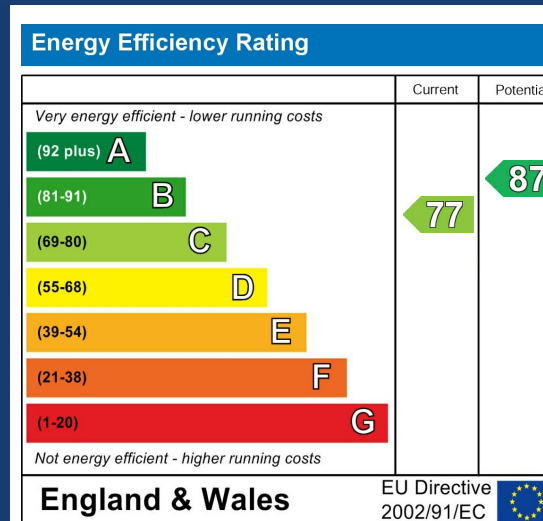 Energy Efficiency Rating
Current Potentia
Very energy efficient - lower running costs
(92 plus) A
(81-91) B
(69-80) C
(55-68) D
(39-54) E
(21-38) F
(1-20) G
77
87
Not energy efficient - higher running costs
England & Wales
EU Directive
2002/91/EC